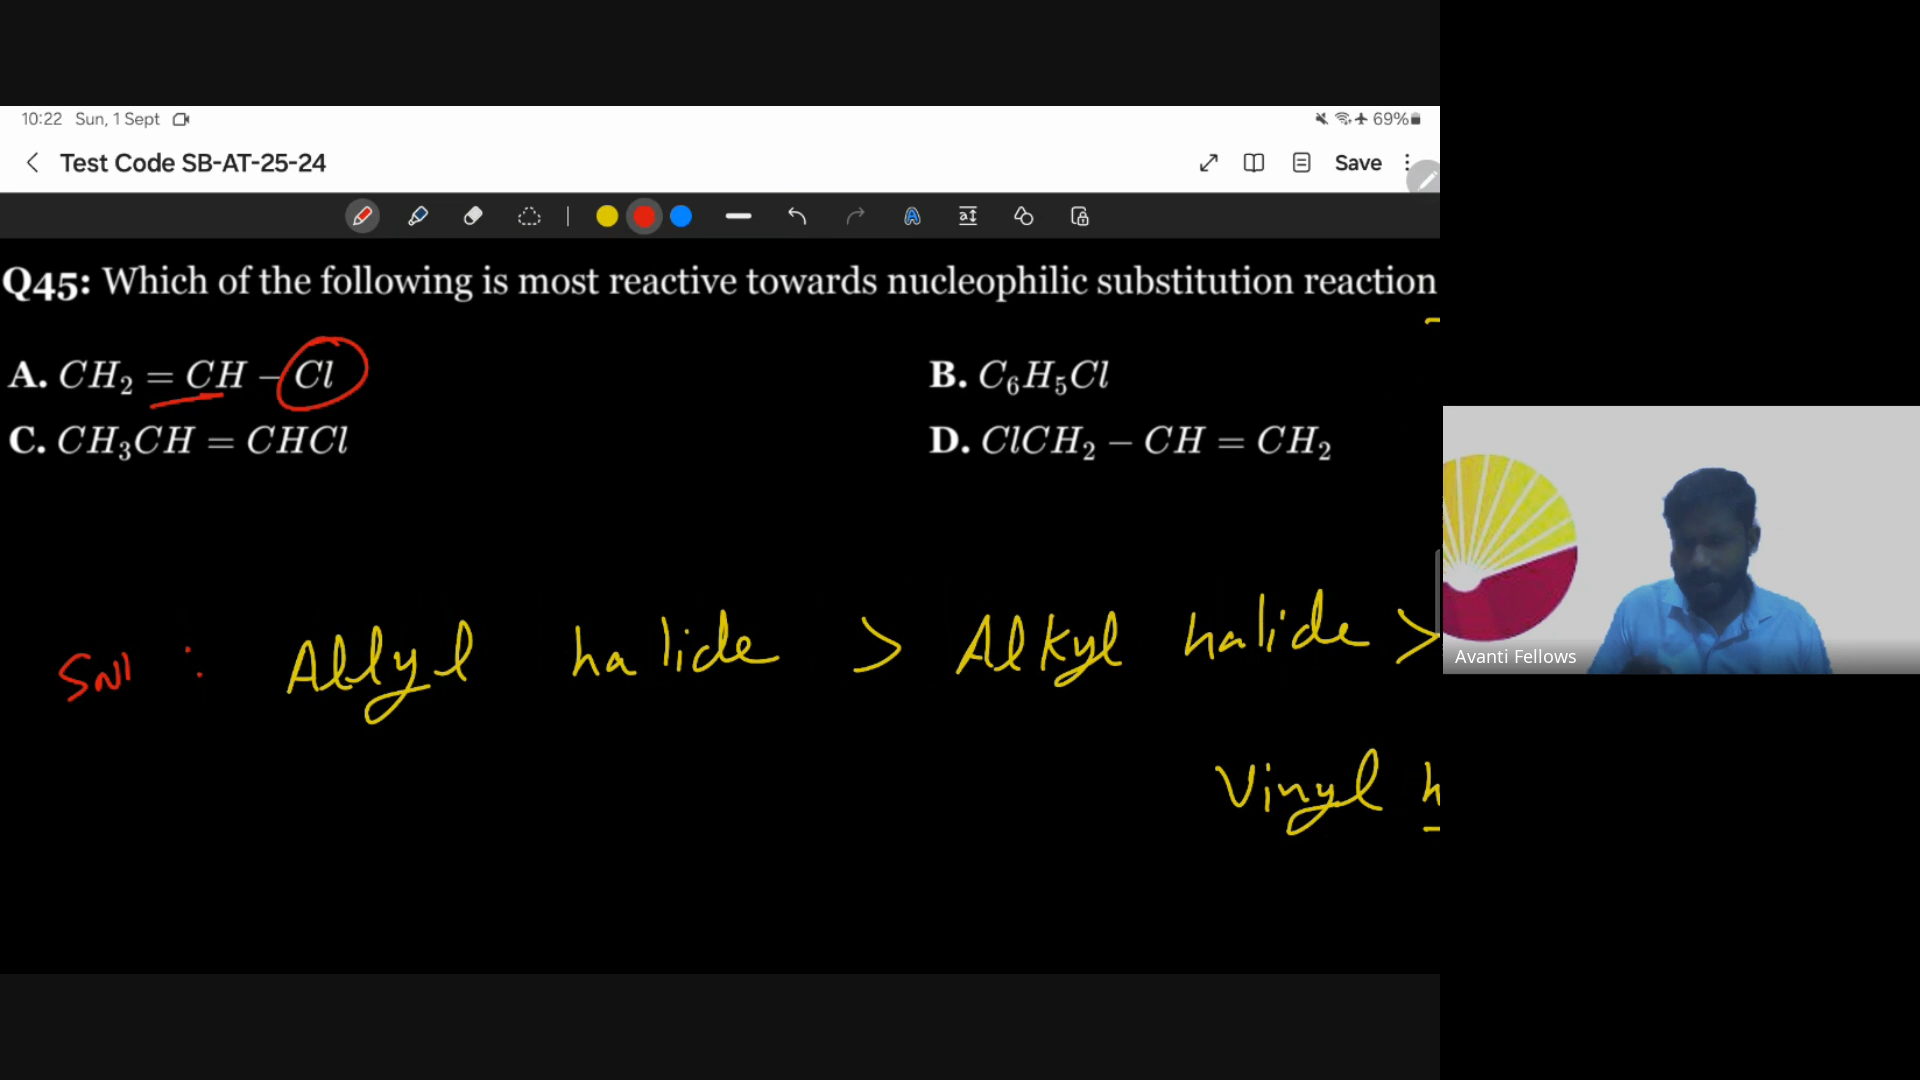 10:22 Sun, 1 Sept 69%
Test Code SB-AT-25-24 Save
Q45: Which of the following is most reactive towards nucleophilic substitution reaction
A. CH₂ = CH – Cl B. C₆H₅Cl
C. CH₃CH = CHCl D. ClCH₂ – CH = CH₂
SN1 : Allyl halide > Alkyl halide >
Vinyl h
Avanti Fellows